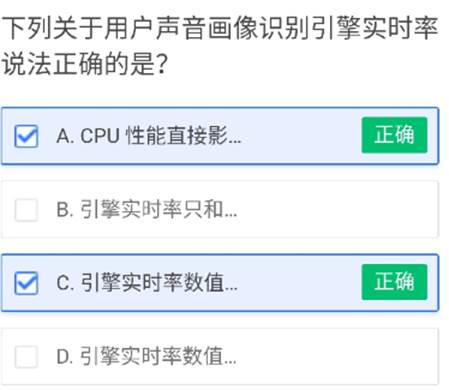 下列关于用户声音画像识别引擎实时率
说法正确的是？
A. CPU 性能直接影...
正确
B. 引擎实时率只和...
C. 引擎实时率数值...
正确
D. 引擎实时率数值...